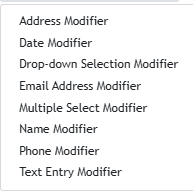 Address Modifier
Date Modifier
Drop-down Selection Modifier
Email Address Modifier
Multiple Select Modifier
Name Modifier
Phone Modifier
Text Entry Modifier